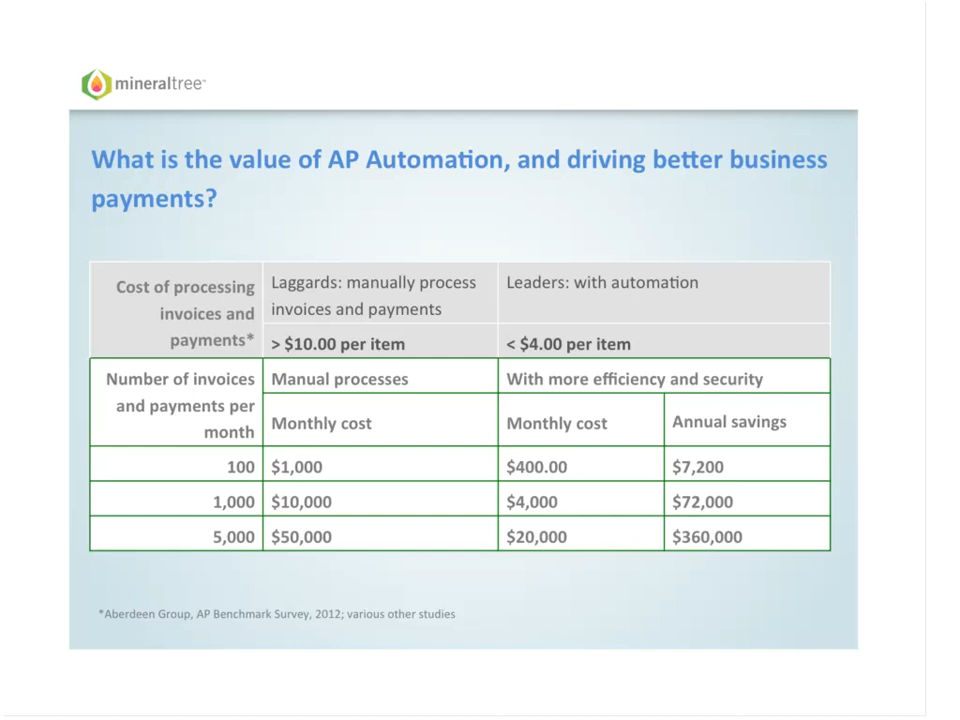 mineraltree™
What is the value of AP Automation, and driving better business
payments?
Cost of processing
invoices and
payments*
Laggards: manually process
invoices and payments
Leaders: with automation
> $10.00 per item
< $4.00 per item
Number of invoices
and payments per
month
Manual processes
With more efficiency and security
Monthly cost
Monthly cost
Annual savings
100 $1,000 $400.00 $7,200
1,000 $10,000 $4,000 $72,000
5,000 $50,000 $20,000 $360,000
*Aberdeen Group, AP Benchmark Survey, 2012; various other studies